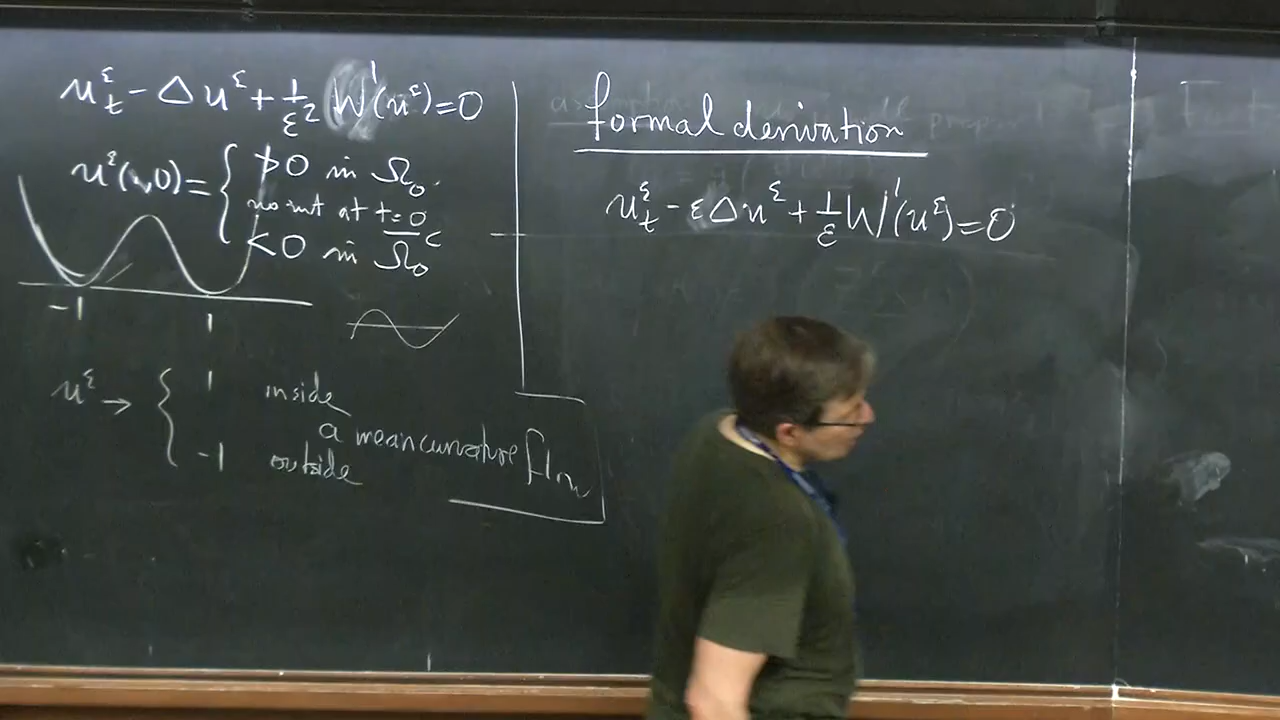 u^ε_t - Δu^ε + 1/ε² W'(u^ε) = 0
u^ε(·,0) = { >0 in Ω₀
no int at t=0
<0 in Ω̄₀ᶜ
-1 1
u^ε → { 1 inside
a mean curvature flow
-1 outside
formal derivation
u^ε_t - εΔu^ε + 1/ε W'(u^ε) = 0